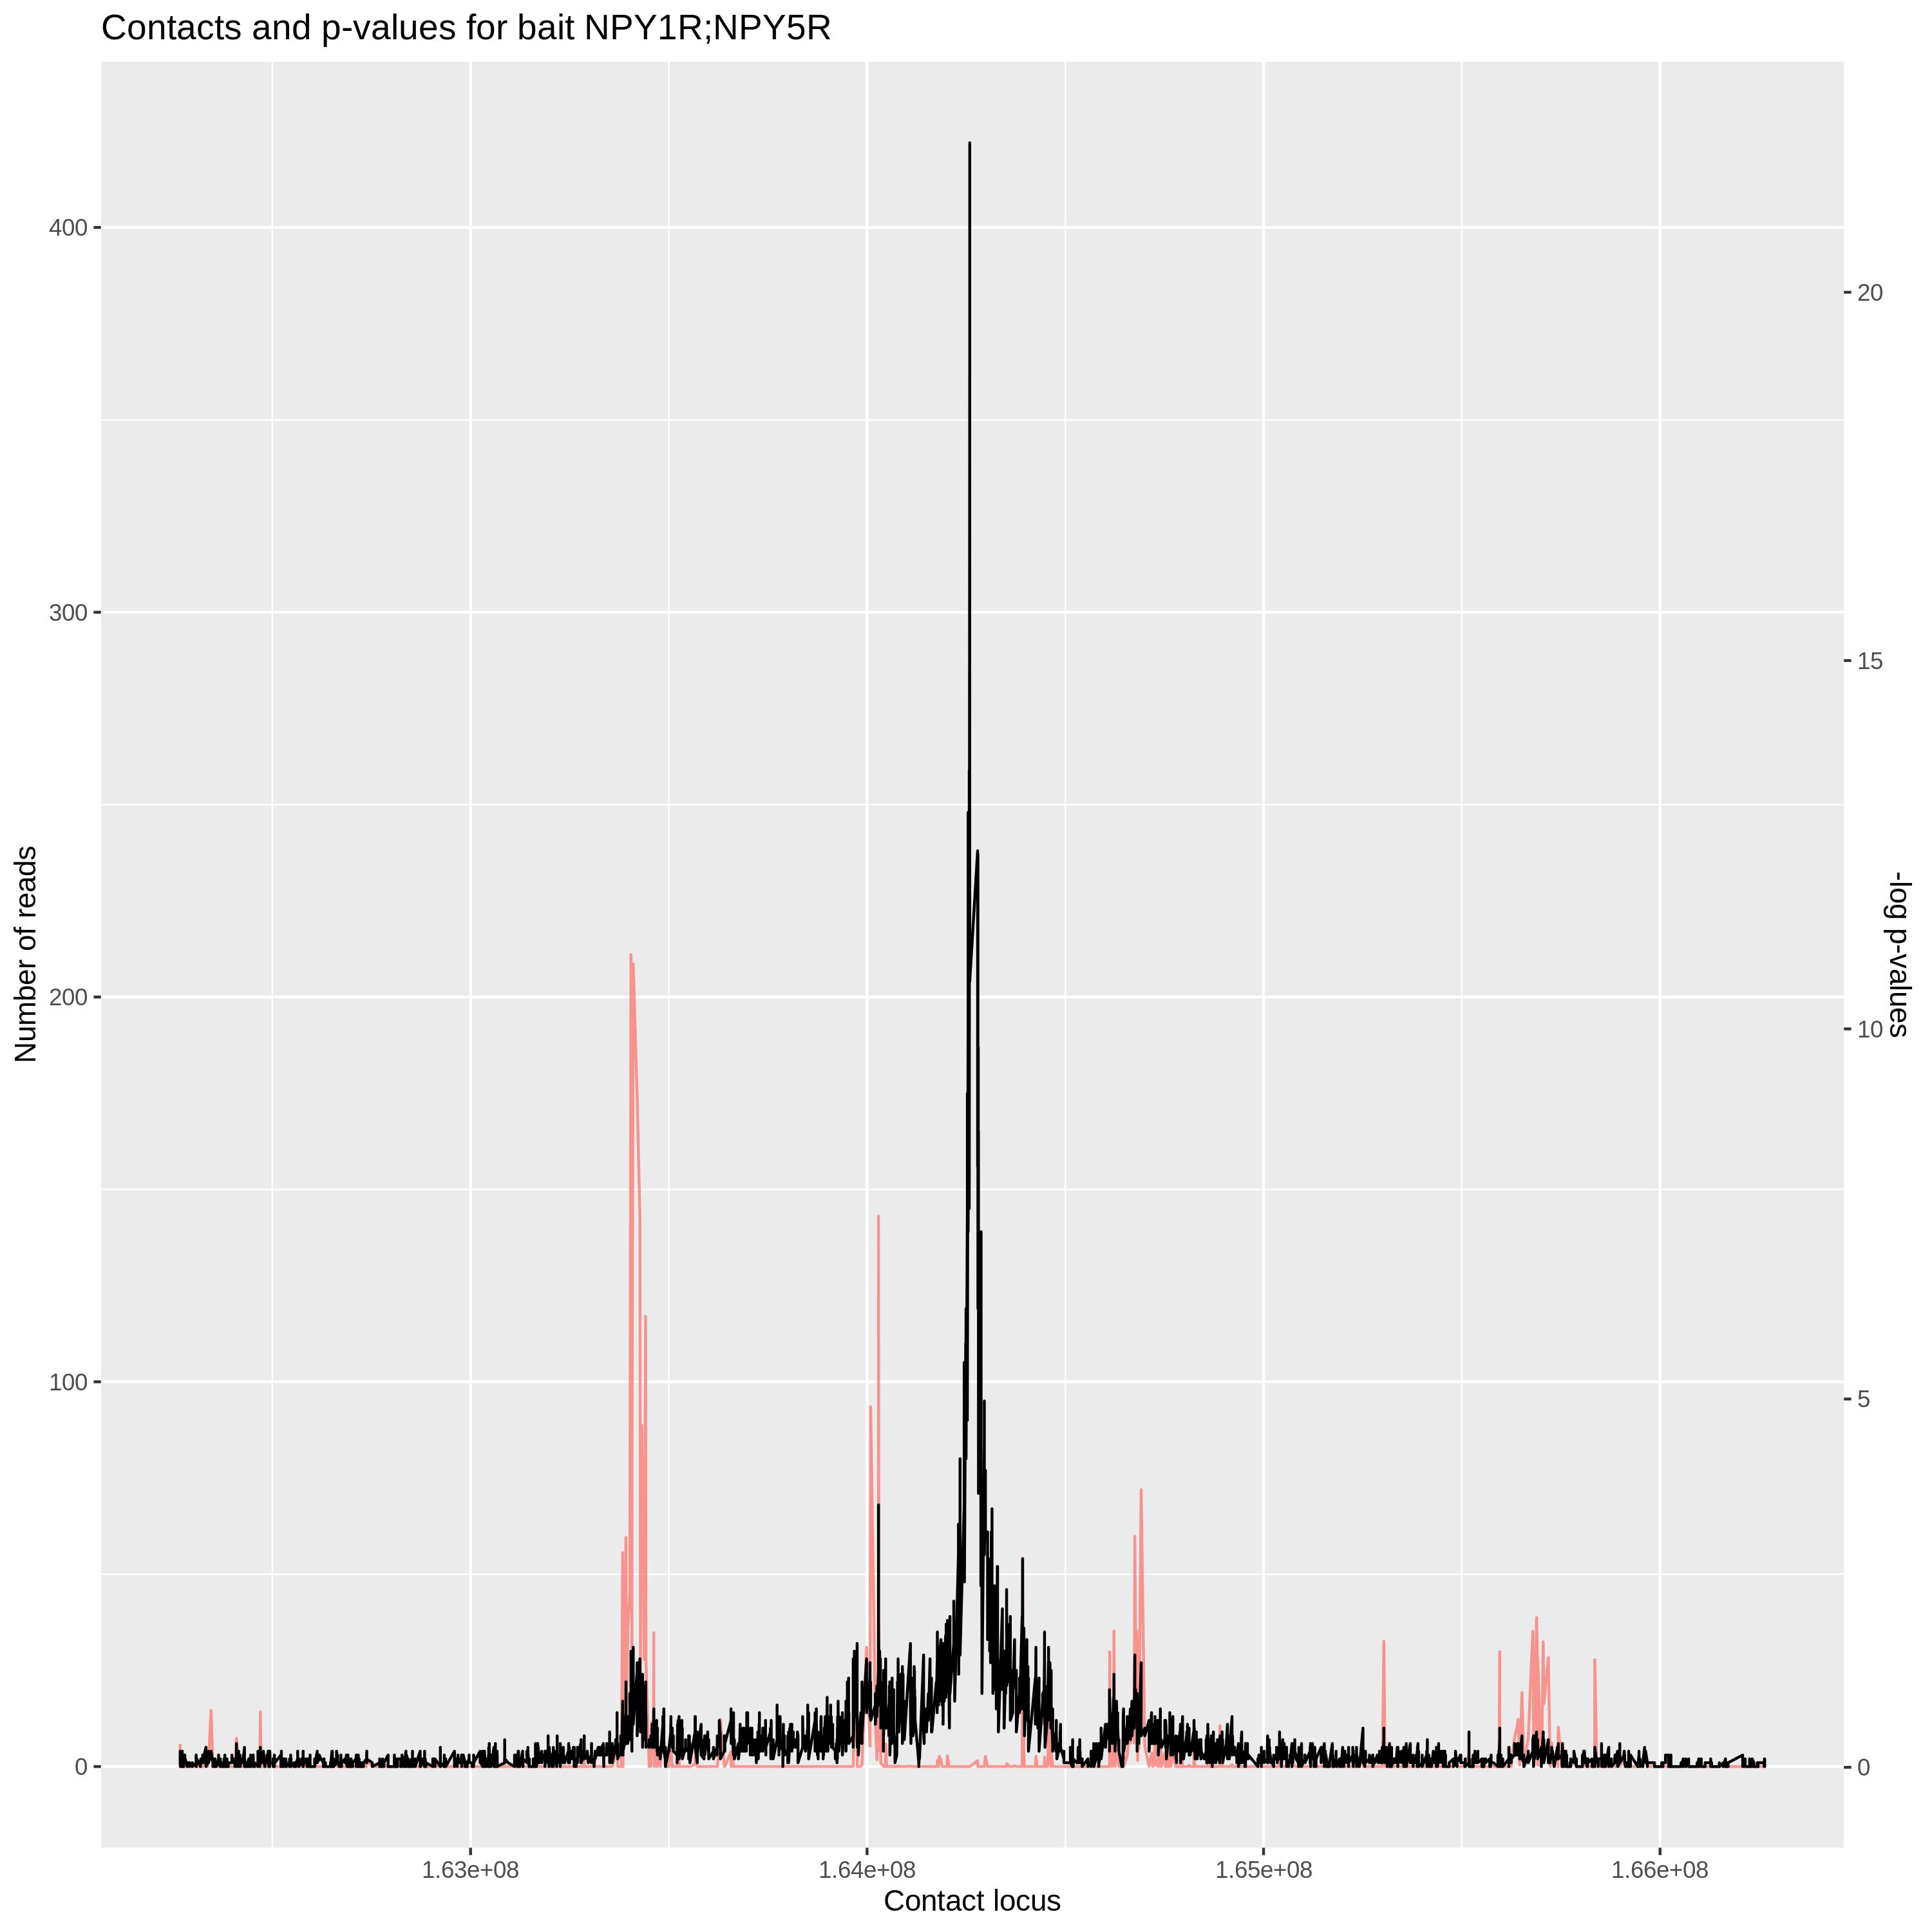 Contacts and p-values for bait NPY1R;NPY5R
Number of reads
400
300
200
100
0
20
15
10
5
0
-log p-values
1.63e+08
1.64e+08
1.65e+08
1.66e+08
Contact locus